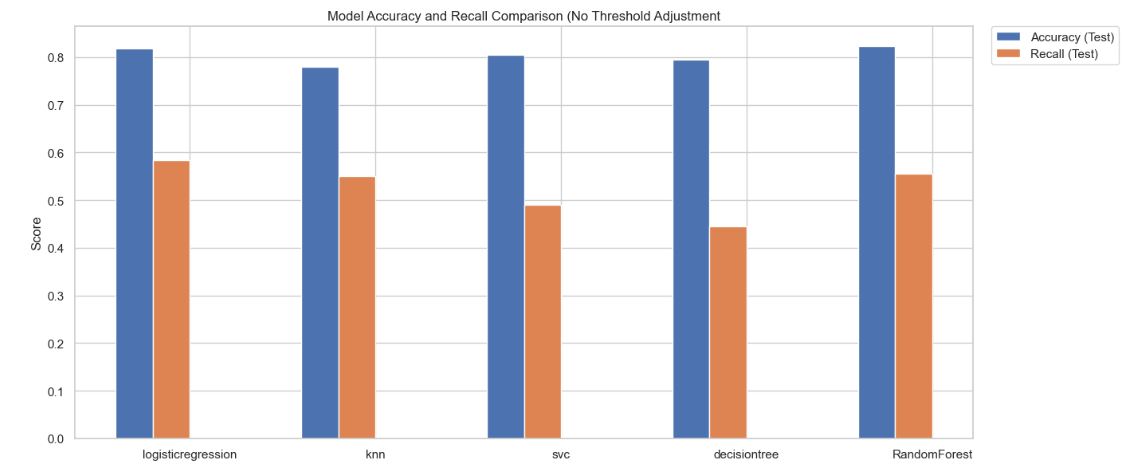 Model Accuracy and Recall Comparison (No Threshold Adjustment
Accuracy (Test)
Recall (Test)
Score
0.8
0.7
0.6
0.5
0.4
0.3
0.2
0.1
0.0
logisticregression
knn
svc
decisiontree
RandomForest